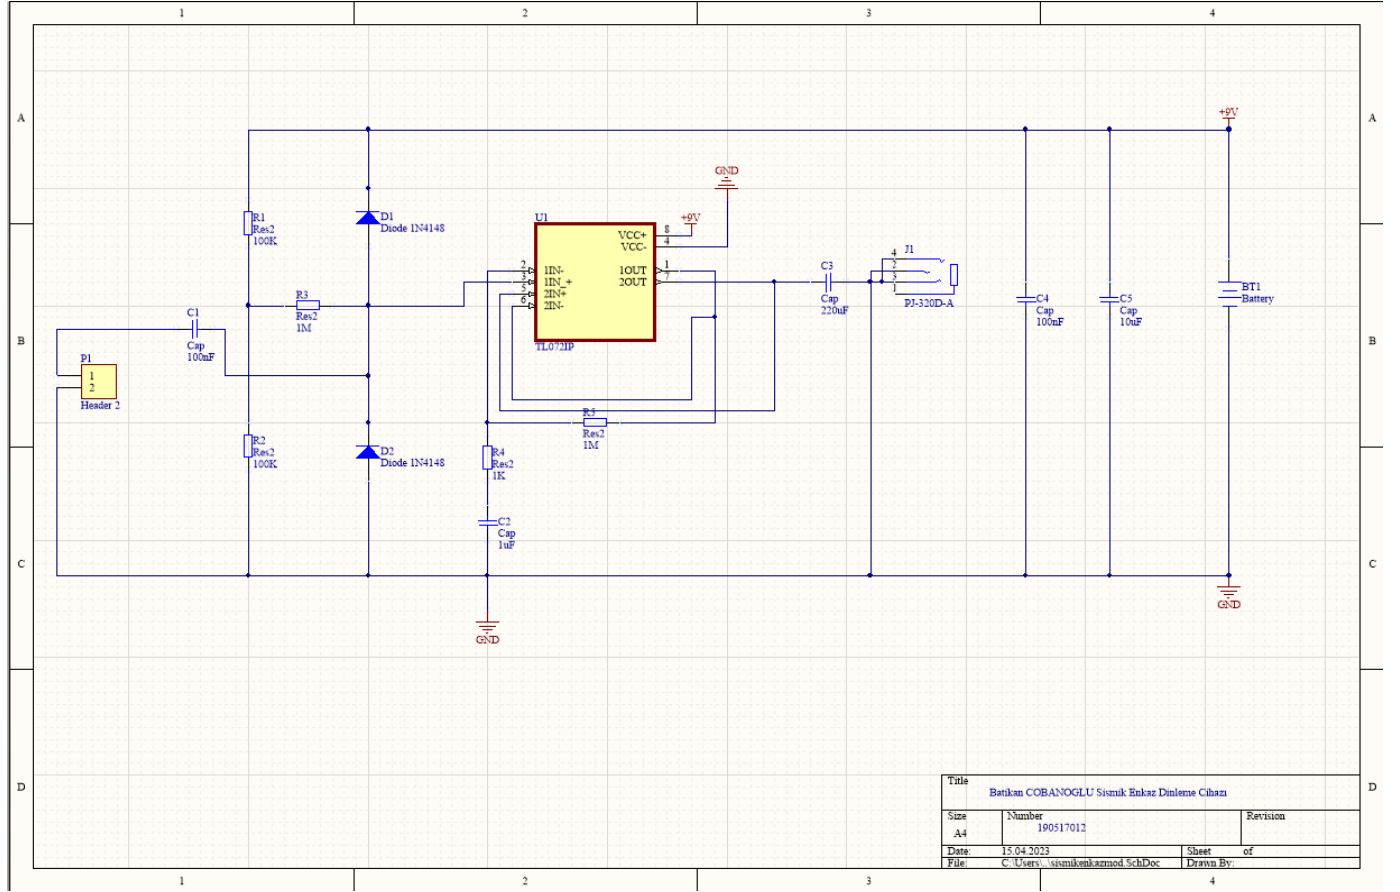 1 2 3 4
A A
+9V
GND
R1
Res2
100K
D1
Diode 1N4148
U1
+9V
VCC+ 8
VCC- 4
2 1IN- 1OUT 1
3 1IN_+ 2OUT 7
5 2IN+
6 2IN-
TL072IP
C3
Cap
220uF
J1
4
2
3
1
PJ-320D-A
C4
Cap
100nF
C5
Cap
10uF
BT1
Battery
R3
Res2
1M
C1
Cap
100nF
B B
P1
1
2
Header 2
R2
Res2
100K
D2
Diode 1N4148
R5
Res2
1M
R4
Res2
1K
C2
Cap
1uF
C C
GND
GND
D D
Title
Batikan COBANOGLU Sismik Enkaz Dinleme Cihazı
Size Number Revision
A4 190517012
Date: 15.04.2023 Sheet of
File: C:\Users\..\sismikenkazmod.SchDoc Drawn By:
1 2 3 4